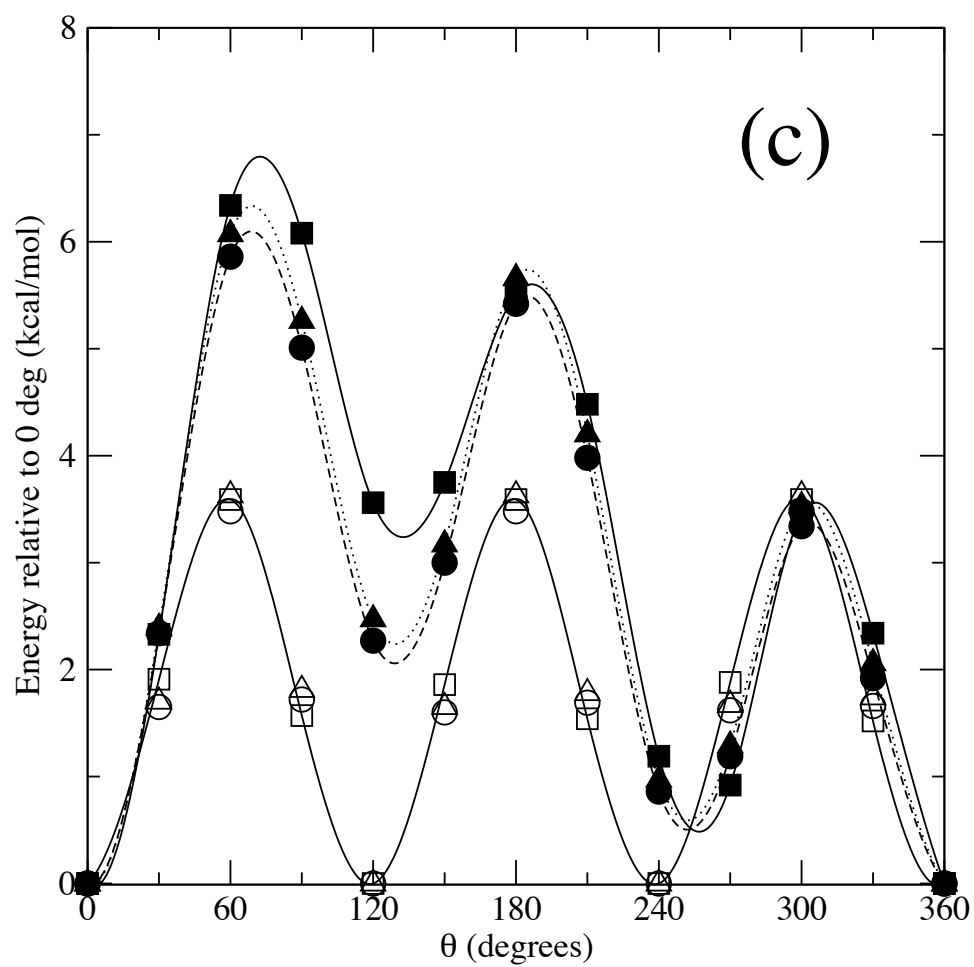 8
(c)
6
Energy relative to 0 deg (kcal/mol)
4
2
0
0 60 120 180 240 300 360
θ (degrees)